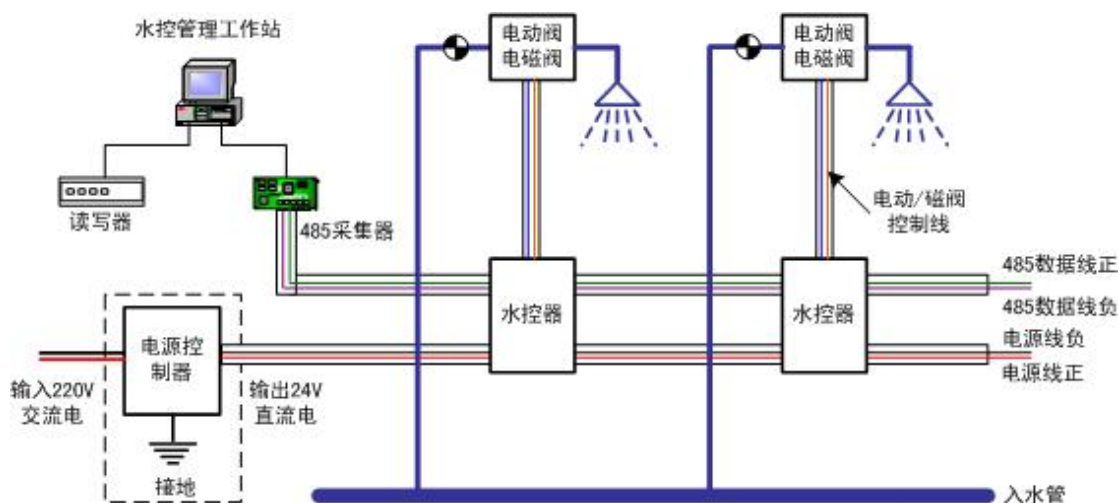 水控管理工作站
电动阀
电磁阀
电动阀
电磁阀
读写器
485采集器
电动/磁阀
控制线
水控器
水控器
485数据线正
485数据线负
电源线负
电源线正
电源控
制器
输入220V
交流电
输出24V
直流电
接地
入水管